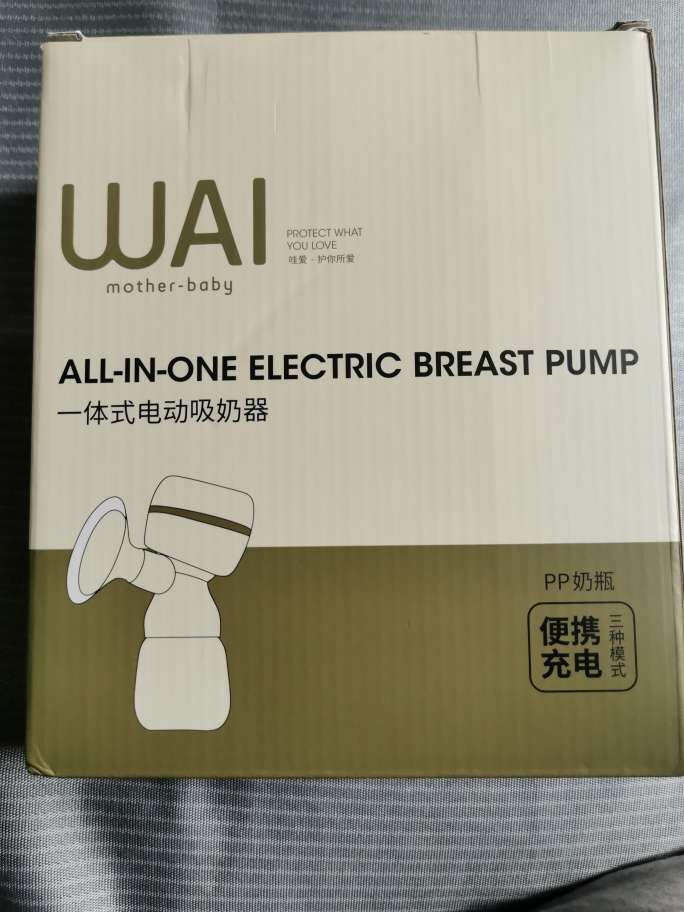 WAI
mother-baby
PROTECT WHAT
YOU LOVE
哇爱·护你所爱
ALL-IN-ONE ELECTRIC BREAST PUMP
一体式电动吸奶器
PP奶瓶
便携
充电
三种模式